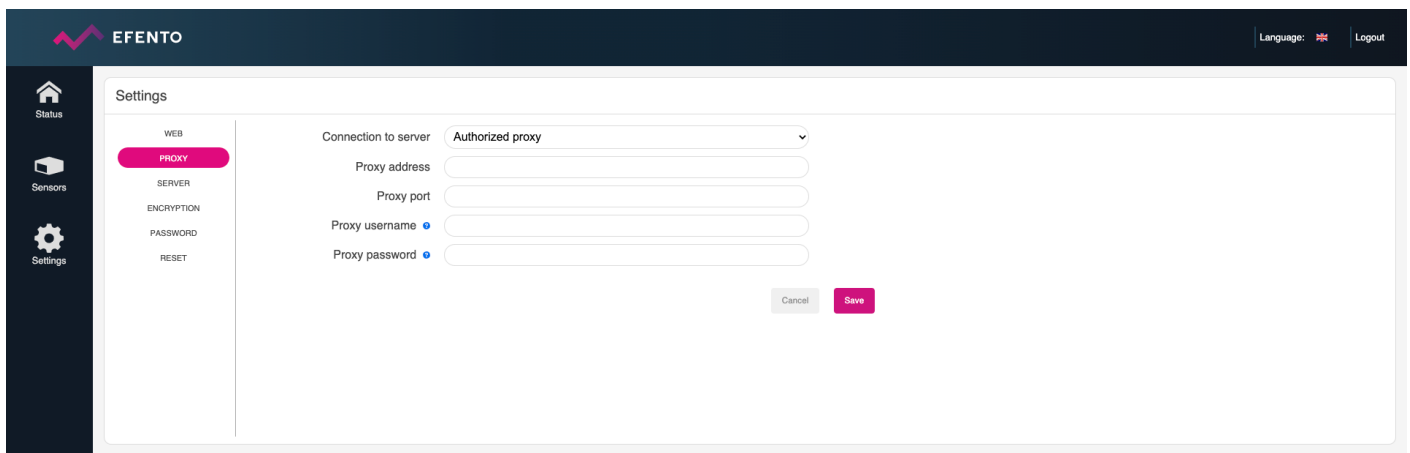 EFENTO
Language:
Logout
Status
Sensors
Settings
Settings
WEB
PROXY
SERVER
ENCRYPTION
PASSWORD
RESET
Connection to server Authorized proxy
Proxy address
Proxy port
Proxy username ?
Proxy password ?
Cancel Save